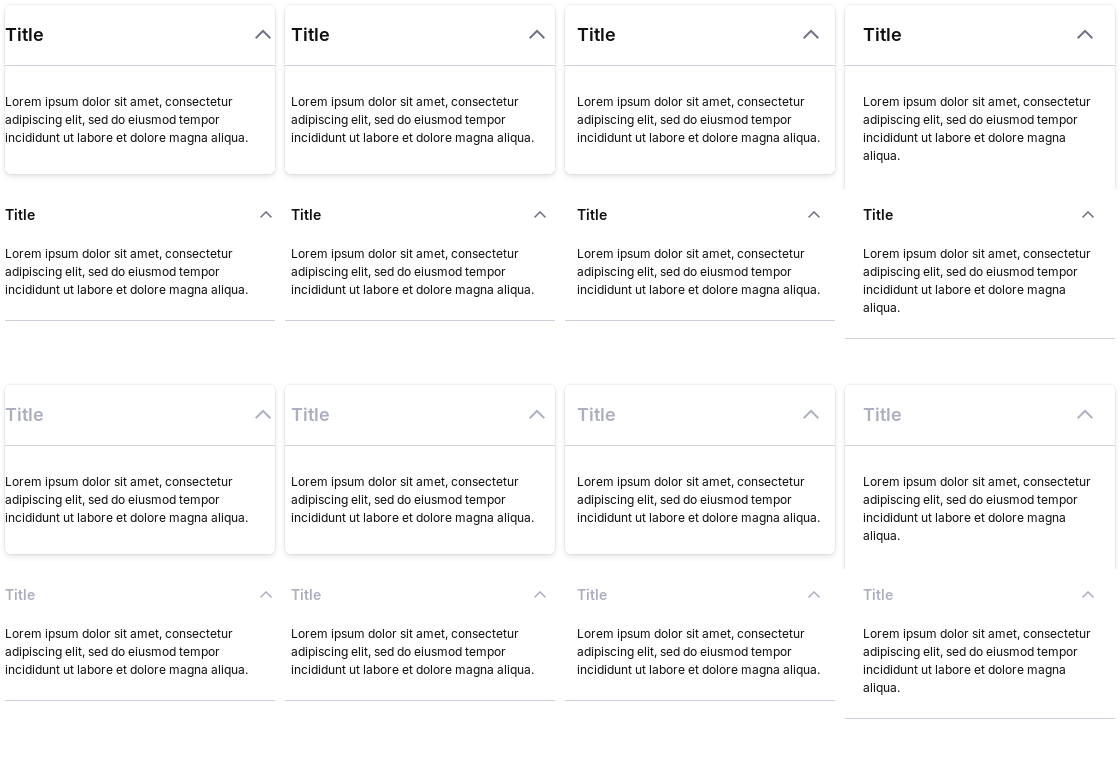 Title
Lorem ipsum dolor sit amet, consectetur
adipiscing elit, sed do eiusmod tempor
incididunt ut labore et dolore magna aliqua.
Title
Lorem ipsum dolor sit amet, consectetur
adipiscing elit, sed do eiusmod tempor
incididunt ut labore et dolore magna aliqua.
Title
Lorem ipsum dolor sit amet, consectetur
adipiscing elit, sed do eiusmod tempor
incididunt ut labore et dolore magna aliqua.
Title
Lorem ipsum dolor sit amet, consectetur
adipiscing elit, sed do eiusmod tempor
incididunt ut labore et dolore magna
aliqua.
Title
Lorem ipsum dolor sit amet, consectetur
adipiscing elit, sed do eiusmod tempor
incididunt ut labore et dolore magna aliqua.
Title
Lorem ipsum dolor sit amet, consectetur
adipiscing elit, sed do eiusmod tempor
incididunt ut labore et dolore magna aliqua.
Title
Lorem ipsum dolor sit amet, consectetur
adipiscing elit, sed do eiusmod tempor
incididunt ut labore et dolore magna aliqua.
Title
Lorem ipsum dolor sit amet, consectetur
adipiscing elit, sed do eiusmod tempor
incididunt ut labore et dolore magna
aliqua.
Title
Lorem ipsum dolor sit amet, consectetur
adipiscing elit, sed do eiusmod tempor
incididunt ut labore et dolore magna aliqua.
Title
Lorem ipsum dolor sit amet, consectetur
adipiscing elit, sed do eiusmod tempor
incididunt ut labore et dolore magna aliqua.
Title
Lorem ipsum dolor sit amet, consectetur
adipiscing elit, sed do eiusmod tempor
incididunt ut labore et dolore magna aliqua.
Title
Lorem ipsum dolor sit amet, consectetur
adipiscing elit, sed do eiusmod tempor
incididunt ut labore et dolore magna
aliqua.
Title
Lorem ipsum dolor sit amet, consectetur
adipiscing elit, sed do eiusmod tempor
incididunt ut labore et dolore magna aliqua.
Title
Lorem ipsum dolor sit amet, consectetur
adipiscing elit, sed do eiusmod tempor
incididunt ut labore et dolore magna aliqua.
Title
Lorem ipsum dolor sit amet, consectetur
adipiscing elit, sed do eiusmod tempor
incididunt ut labore et dolore magna aliqua.
Title
Lorem ipsum dolor sit amet, consectetur
adipiscing elit, sed do eiusmod tempor
incididunt ut labore et dolore magna
aliqua.